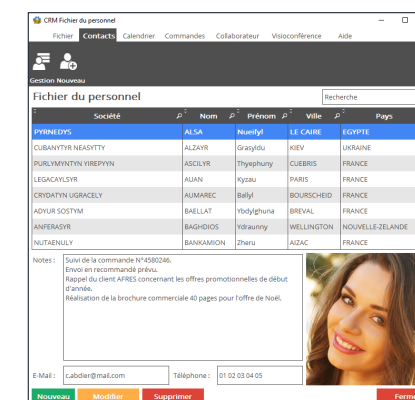 CRM Fichier du personnel
Fichier Contacts Calendrier Commandes Collaborateur Visioconférence Aide
Gestion Nouveau
Fichier du personnel Recherche
Société Nom Prénom Ville Pays
PYRNEDYS ALSA Nueifyl LE CAIRE EGYPTE
CUBANYTYR NEASYTTY ALZAYR Grasyldu KIEV UKRAINE
PURLYMYNTYN YIREPYYN ASCILYR Thyephuny CUEBRIS FRANCE
LEGACAYLSYR AUAN Kyzau PARIS FRANCE
CRYDATYN UGRACELY AUMAREC Ballyl BOURSCHEID FRANCE
ADYUR SOSTYM BAELLAT Ybdylghuna BREVAL FRANCE
ANFERASYR BAGHDIOS Ydraunny WELLINGTON NOUVELLE-ZELANDE
NUTAENULY BANKAMION Zheru AIZAC FRANCE
Notes : Suivi de la commande N°4580246.
Envoi en recommandé prévu.
Rappel du client AFRES concernant les offres promotionnelles de début
d'année.
Réalisation de la brochure commerciale 40 pages pour l'offre de Noël.
E-Mail : c.abdler@mail.com Téléphone : 01 02 03 04 05
Nouveau Modifier Supprimer